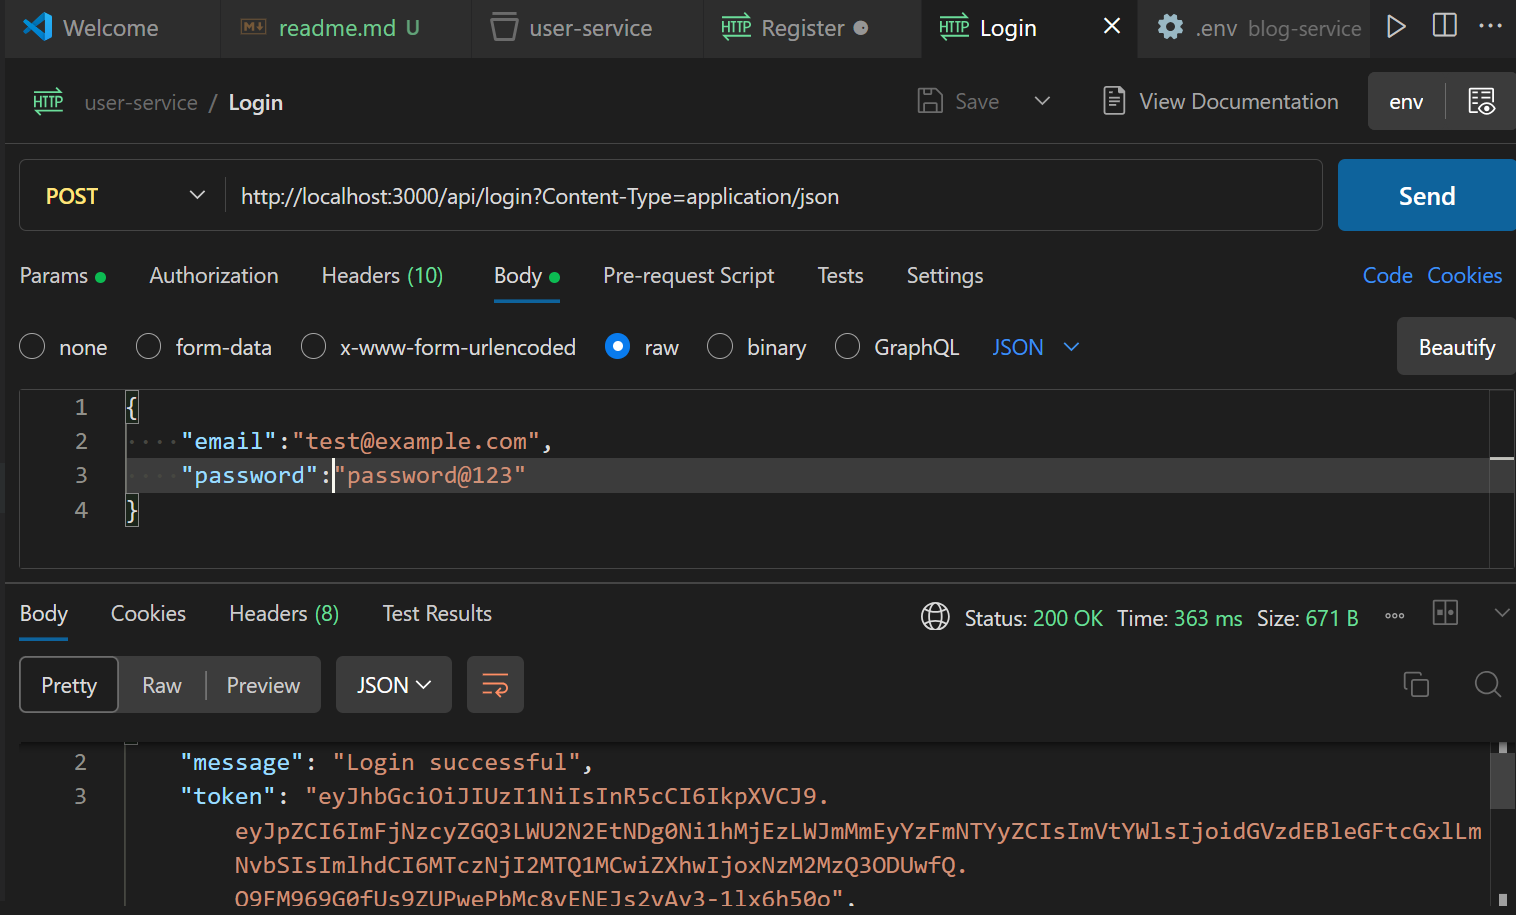 Welcome readme.md U user-service HTTP Register HTTP Login .env blog-service
HTTP user-service / Login Save View Documentation env
POST http://localhost:3000/api/login?Content-Type=application/json Send
Params Authorization Headers (10) Body Pre-request Script Tests Settings Code Cookies
none form-data x-www-form-urlencoded raw binary GraphQL JSON Beautify
1 {
2 "email":"test@example.com",
3 "password":"password@123"
4 }
Body Cookies Headers (8) Test Results Status: 200 OK Time: 363 ms Size: 671 B
Pretty Raw Preview JSON
2 "message": "Login successful",
3 "token": "eyJhbGciOiJIUzI1NiIsInR5cCI6IkpXVCJ9.
eyJpZCI6ImFjNzcyZGQ3LWU2N2EtNDg0Ni1hMjEzLWJmMmEyYzFmNTYyZCIsImVtYWlsIjoidGVzdEBleGFtcGxlLm
NvbSIsImlhdCI6MTczNjI2MTQ1MCwiZXhwIjoxNzM2MzQ3ODUwfQ.
O9FM969G0fUs9ZUPwePbMc8vENEJs2vAv3-1lx6h50o",